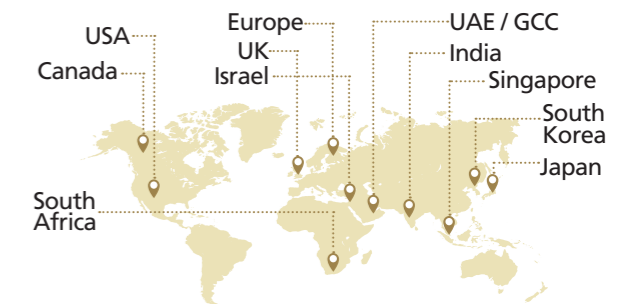 Europe
UAE / GCC
USA
UK
India
Canada
Israel
Singapore
South
Korea
Japan
South
Africa